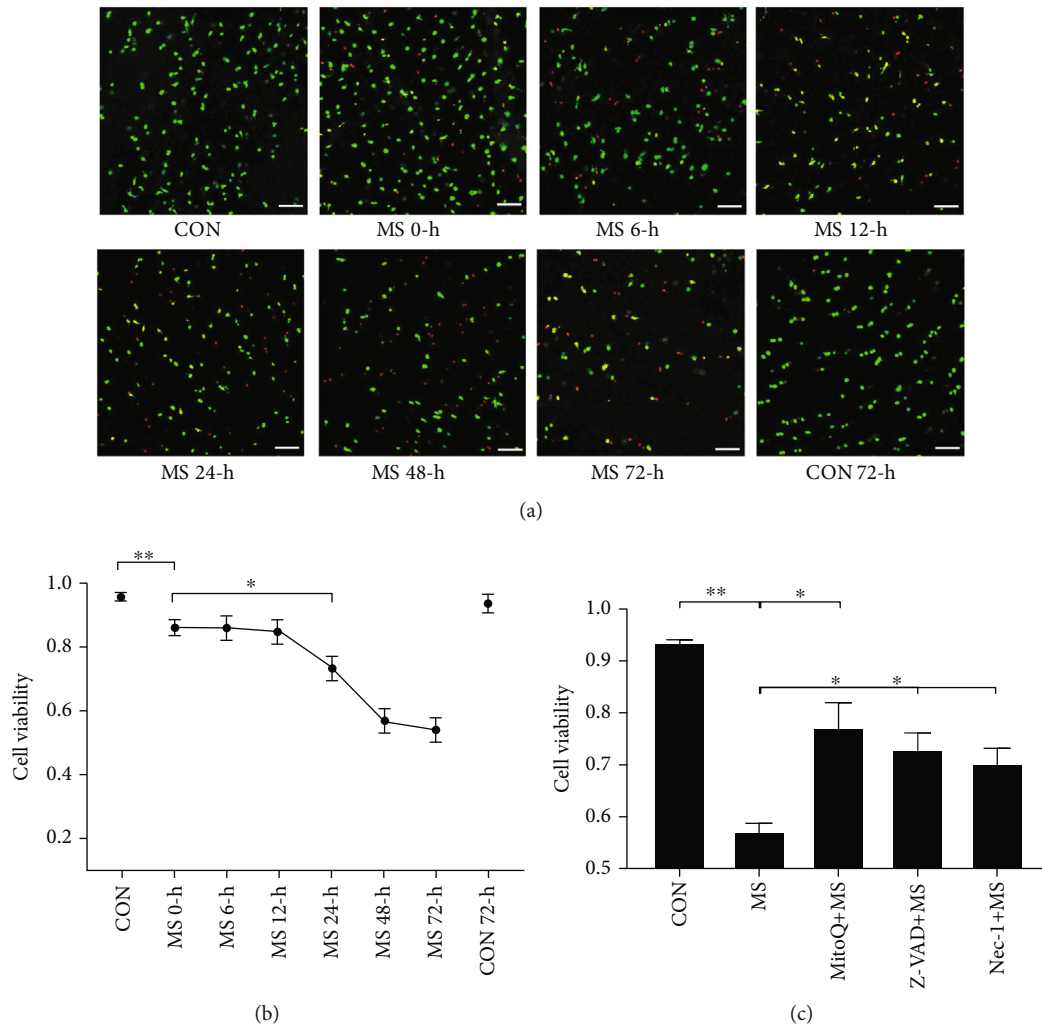 CON
MS 0-h
MS 6-h
MS 12-h
MS 24-h
MS 48-h
MS 72-h
CON 72-h
(a)
**
*
1.0
0.8
0.6
0.4
0.2
Cell viability
CON
MS 0-h
MS 6-h
MS 12-h
MS 24-h
MS 48-h
MS 72-h
CON 72-h
(b)
** *
* *
1.0
0.9
0.8
0.7
0.6
0.5
Cell viability
CON
MS
MitoQ+MS
Z-VAD+MS
Nec-1+MS
(c)